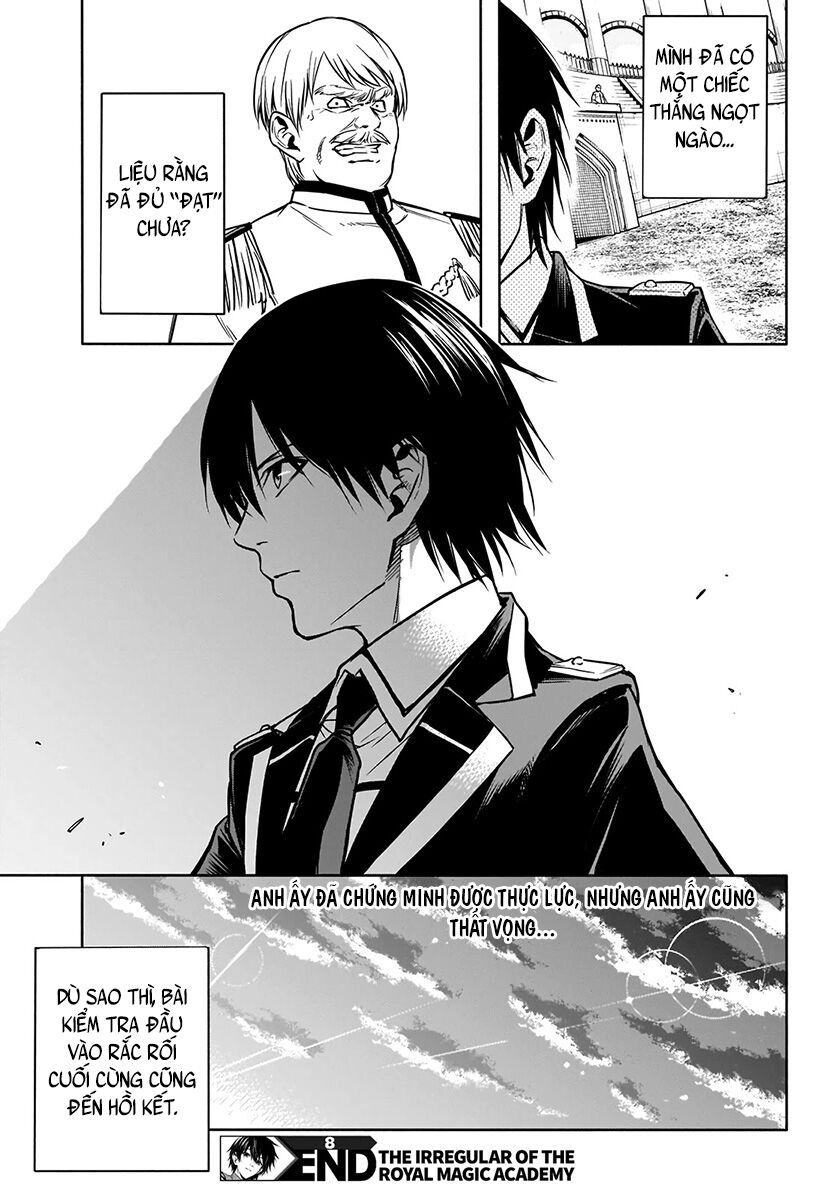 MÌNH ĐÃ CÓ
MỘT CHIẾC
THẮNG NGỌT
NGÀO...
LIỆU RẰNG
ĐÃ ĐỦ “ĐẠT”
CHƯA?
ANH ẤY ĐÃ CHỨNG MINH ĐƯỢC THỰC LỰC, NHƯNG ANH ẤY CŨNG
THẤT VỌNG...
DÙ SAO THÌ, BÀI
KIỂM TRA ĐẦU
VÀO RẮC RỐI
CUỐI CÙNG CŨNG
ĐẾN HỒI KẾT.
8
END
THE IRREGULAR OF THE
ROYAL MAGIC ACADEMY